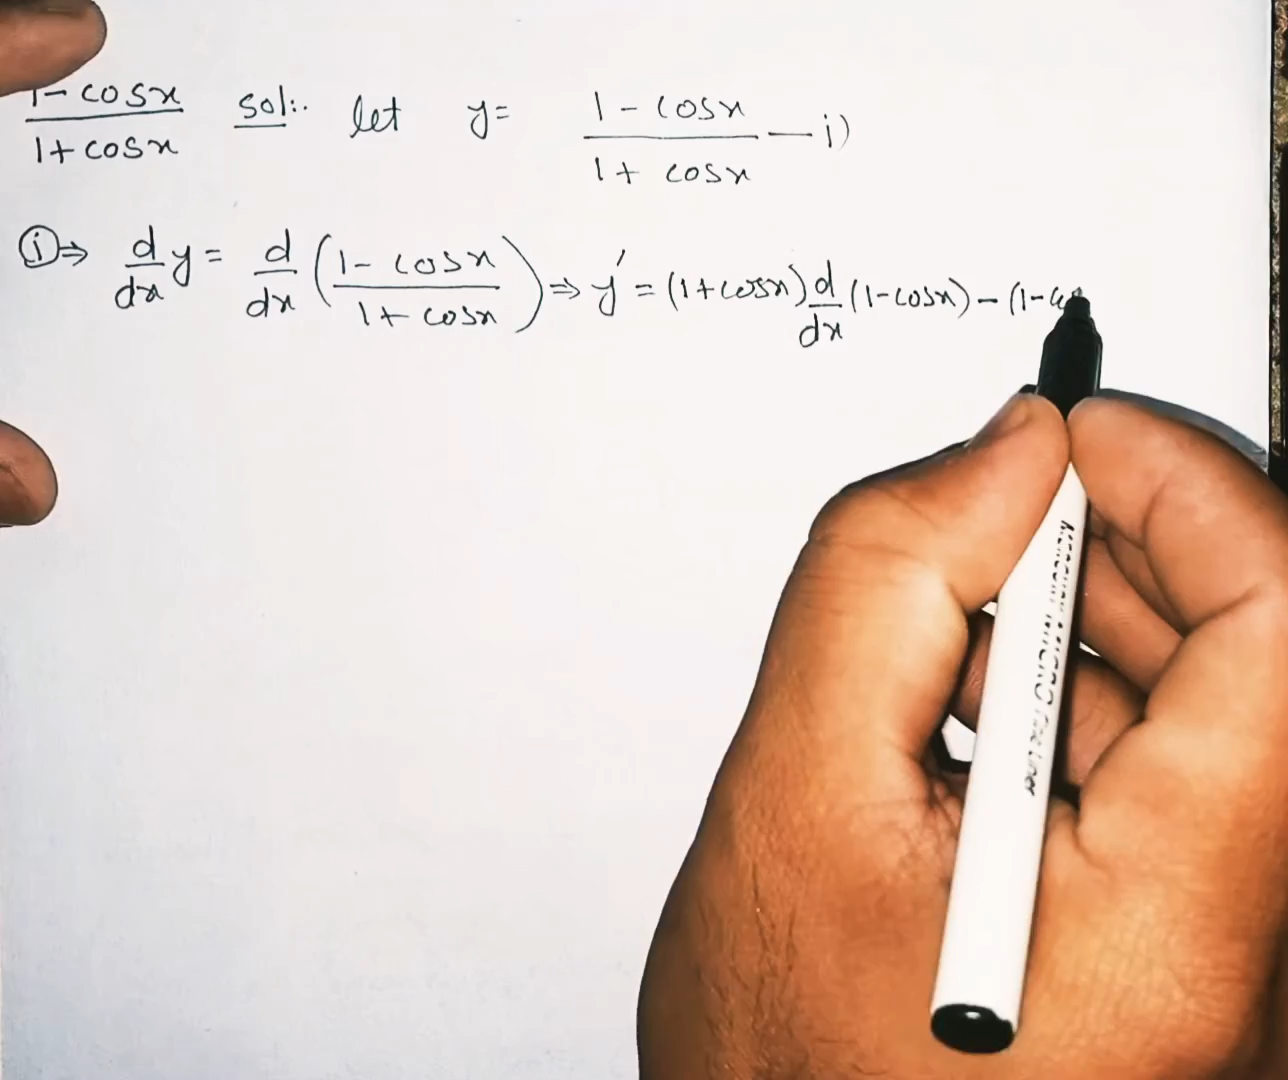 1 - cosx / 1 + cosx sol:. let y = 1 - cosx / 1 + cosx — i)
i ⇒ d/dx y = d/dx (1 - cosx / 1 + cosx) ⇒ y' = (1+cosx) d/dx (1-cosx) - (1-cos